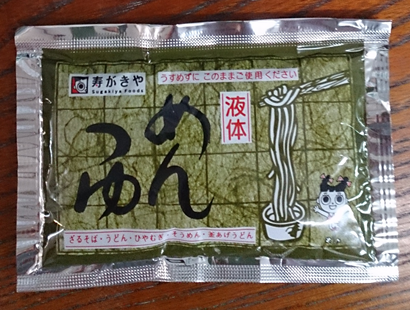 寿がきや
Sugakiya Foods
うすめずに このままご使用ください
液体
めん
つゆ
ざるそば・うどん・ひやむぎ・そうめん・釜あげうどん